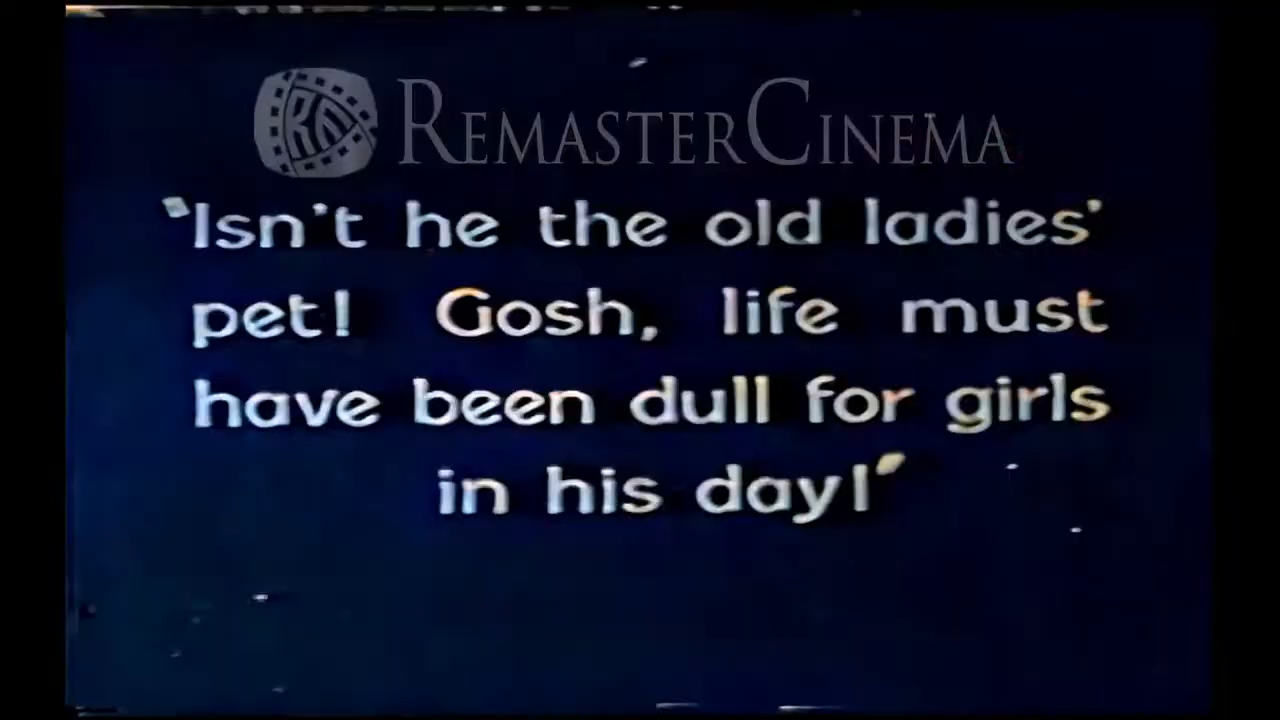 REMASTERCINEMA
"Isn't he the old ladies'
pet! Gosh, life must
have been dull for girls
in his day!"